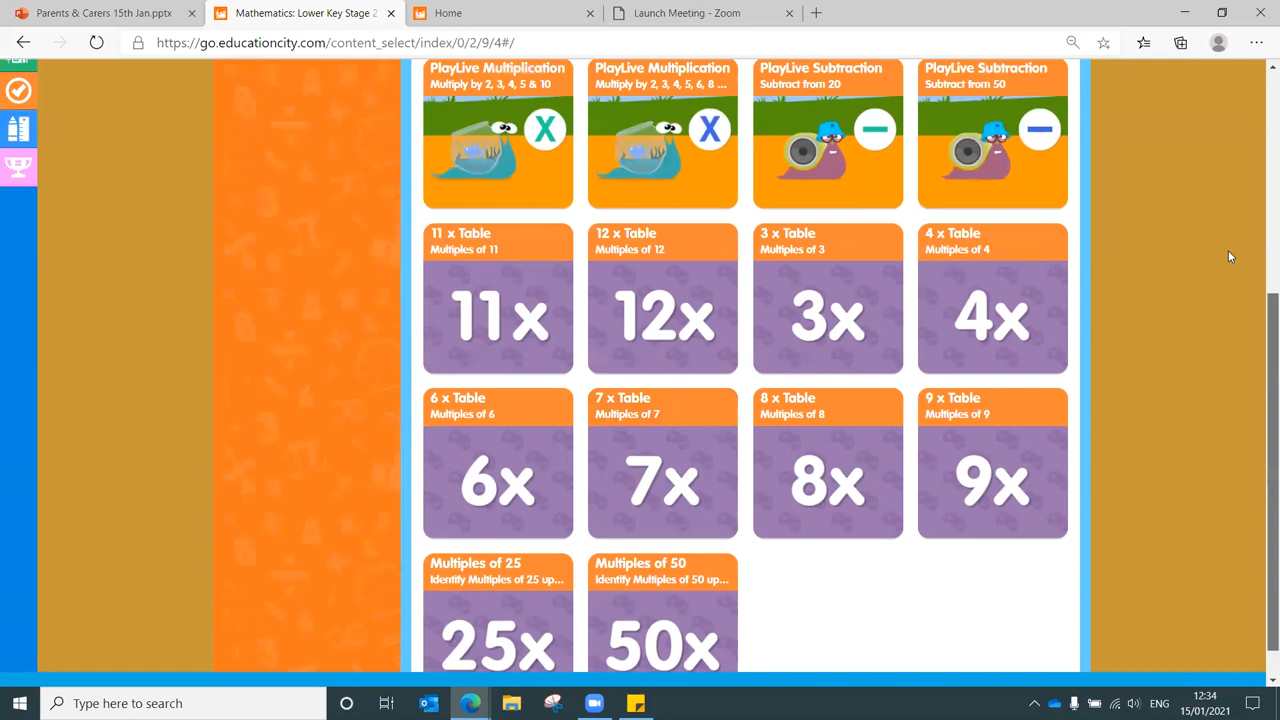 Parents & Carers 15th Jan.pptx
Mathematics: Lower Key Stage 2
Home
Launch Meeting - Zoom
https://go.educationcity.com/content_select/index/0/2/9/4#/
PlayLive Multiplication
Multiply by 2, 3, 4, 5 & 10
X
PlayLive Multiplication
Multiply by 2, 3, 4, 5, 6, 8 ...
X
PlayLive Subtraction
Subtract from 20
−
PlayLive Subtraction
Subtract from 50
−
11 x Table
Multiples of 11
11x
12 x Table
Multiples of 12
12x
3 x Table
Multiples of 3
3x
4 x Table
Multiples of 4
4x
6 x Table
Multiples of 6
6x
7 x Table
Multiples of 7
7x
8 x Table
Multiples of 8
8x
9 x Table
Multiples of 9
9x
Multiples of 25
Identify Multiples of 25 up...
25x
Multiples of 50
Identify Multiples of 50 up...
50x
Type here to search
ENG
12:34
15/01/2021